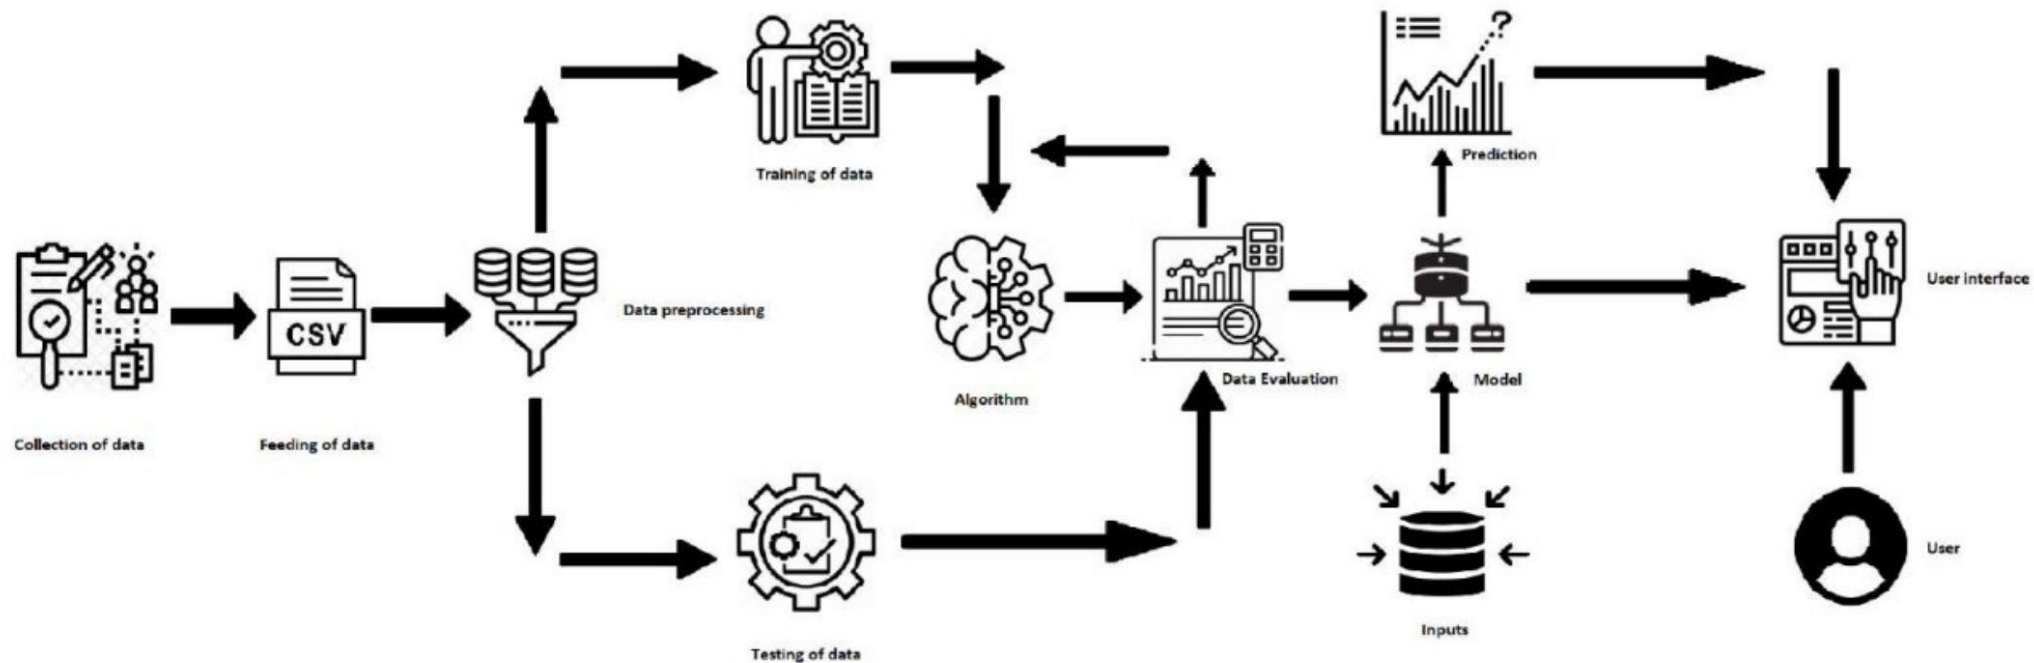 Training of data
Prediction
CSV
Data preprocessing
User interface
Collection of data
Feeding of data
Algorithm
Data Evaluation
Model
User
Inputs
Testing of data